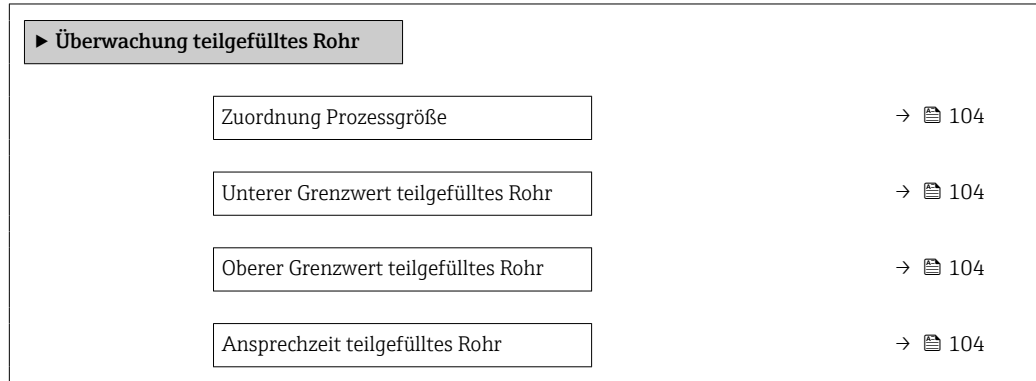 ▶ Überwachung teilgefülltes Rohr
Zuordnung Prozessgröße → 104
Unterer Grenzwert teilgefülltes Rohr → 104
Oberer Grenzwert teilgefülltes Rohr → 104
Ansprechzeit teilgefülltes Rohr → 104